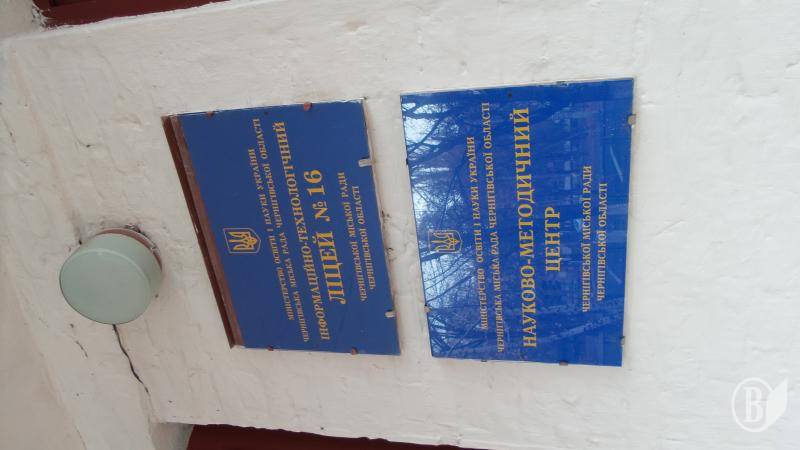 МІНІСТЕРСТВО ОСВІТИ І НАУКИ УКРАЇНИ
ЧЕРНІГІВСЬКА МІСЬКА РАДА ЧЕРНІГІВСЬКОЇ ОБЛАСТІ
ІНФОРМАЦІЙНО-ТЕХНОЛОГІЧНИЙ
ЛІЦЕЙ № 16
ЧЕРНІГІВСЬКОЇ МІСЬКОЇ РАДИ
ЧЕРНІГІВСЬКОЇ ОБЛАСТІ
МІНІСТЕРСТВО ОСВІТИ І НАУКИ УКРАЇНИ
ЧЕРНІГІВСЬКА МІСЬКА РАДА ЧЕРНІГІВСЬКОЇ ОБЛАСТІ
НАУКОВО-МЕТОДИЧНИЙ
ЦЕНТР
ЧЕРНІГІВСЬКОЇ МІСЬКОЇ РАДИ
ЧЕРНІГІВСЬКОЇ ОБЛАСТІ
В